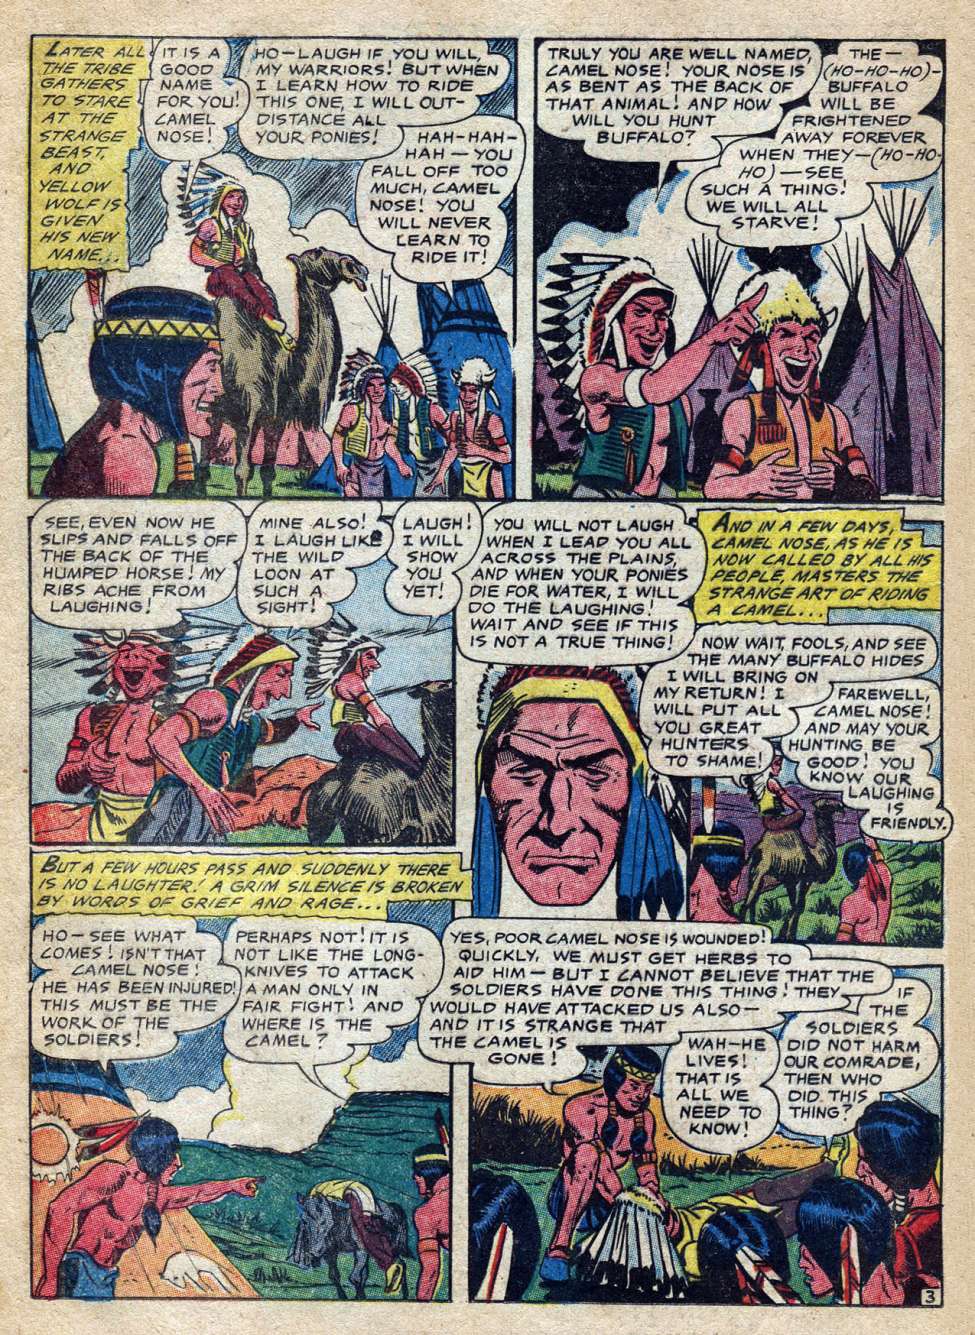 LATER ALL
THE TRIBE
GATHERS
TO STARE
AT THE
STRANGE
BEAST,
AND
YELLOW
WOLF IS
GIVEN
HIS NEW
NAME...
IT IS A
GOOD
NAME
FOR YOU!
CAMEL
NOSE!
HO—LAUGH IF YOU WILL,
MY WARRIORS! BUT WHEN
I LEARN HOW TO RIDE
THIS ONE, I WILL OUT-
DISTANCE ALL
YOUR PONIES!
HAH-HAH-
HAH—YOU
FALL OFF TOO
MUCH, CAMEL
NOSE! YOU
WILL NEVER
LEARN TO
RIDE IT!
TRULY YOU ARE WELL NAMED,
CAMEL NOSE! YOUR NOSE IS
AS BENT AS THE BACK OF
THAT ANIMAL! AND HOW
WILL YOU HUNT
BUFFALO?
THE—
(HO-HO-HO)-
BUFFALO
WILL BE
FRIGHTENED
AWAY FOREVER
WHEN THEY—(HO-HO-
HO)—SEE
SUCH A THING!
WE WILL ALL
STARVE!
SEE, EVEN NOW HE
SLIPS AND FALLS OFF
THE BACK OF THE
HUMPED HORSE! MY
RIBS ACHE FROM
LAUGHING!
MINE ALSO!
I LAUGH LIKE
THE WILD
LOON AT
SUCH A
SIGHT!
LAUGH!
I WILL
SHOW
YOU
YET!
YOU WILL NOT LAUGH
WHEN I LEAD YOU ALL
ACROSS THE PLAINS,
AND WHEN YOUR PONIES
DIE FOR WATER, I WILL
DO THE LAUGHING!
WAIT AND SEE IF THIS
IS NOT A TRUE THING!
AND IN A FEW DAYS,
CAMEL NOSE, AS HE IS
NOW CALLED BY ALL HIS
PEOPLE, MASTERS THE
STRANGE ART OF RIDING
A CAMEL...
NOW WAIT, FOOLS, AND SEE
THE MANY BUFFALO HIDES
I WILL BRING ON
MY RETURN! I
WILL PUT ALL
YOU GREAT
HUNTERS
TO SHAME!
FAREWELL,
CAMEL NOSE!
AND MAY YOUR
HUNTING BE
GOOD! YOU
KNOW OUR
LAUGHING
IS
FRIENDLY.
BUT A FEW HOURS PASS AND SUDDENLY THERE
IS NO LAUGHTER! A GRIM SILENCE IS BROKEN
BY WORDS OF GRIEF AND RAGE...
HO—SEE WHAT
COMES! ISN'T THAT
CAMEL NOSE!
HE HAS BEEN INJURED!
THIS MUST BE THE
WORK OF THE
SOLDIERS!
PERHAPS NOT! IT IS
NOT LIKE THE LONG-
KNIVES TO ATTACK
A MAN ONLY IN
FAIR FIGHT! AND
WHERE IS THE
CAMEL?
YES, POOR CAMEL NOSE IS WOUNDED!
QUICKLY, WE MUST GET HERBS TO
AID HIM—BUT I CANNOT BELIEVE THAT THE
SOLDIERS HAVE DONE THIS THING! THEY
WOULD HAVE ATTACKED US ALSO—
AND IT IS STRANGE THAT
THE CAMEL IS
GONE!
WAH—HE
LIVES!
THAT IS
ALL WE
NEED TO
KNOW!
IF
THE
SOLDIERS
DID NOT HARM
OUR COMRADE,
THEN WHO
DID THIS
THING?
3